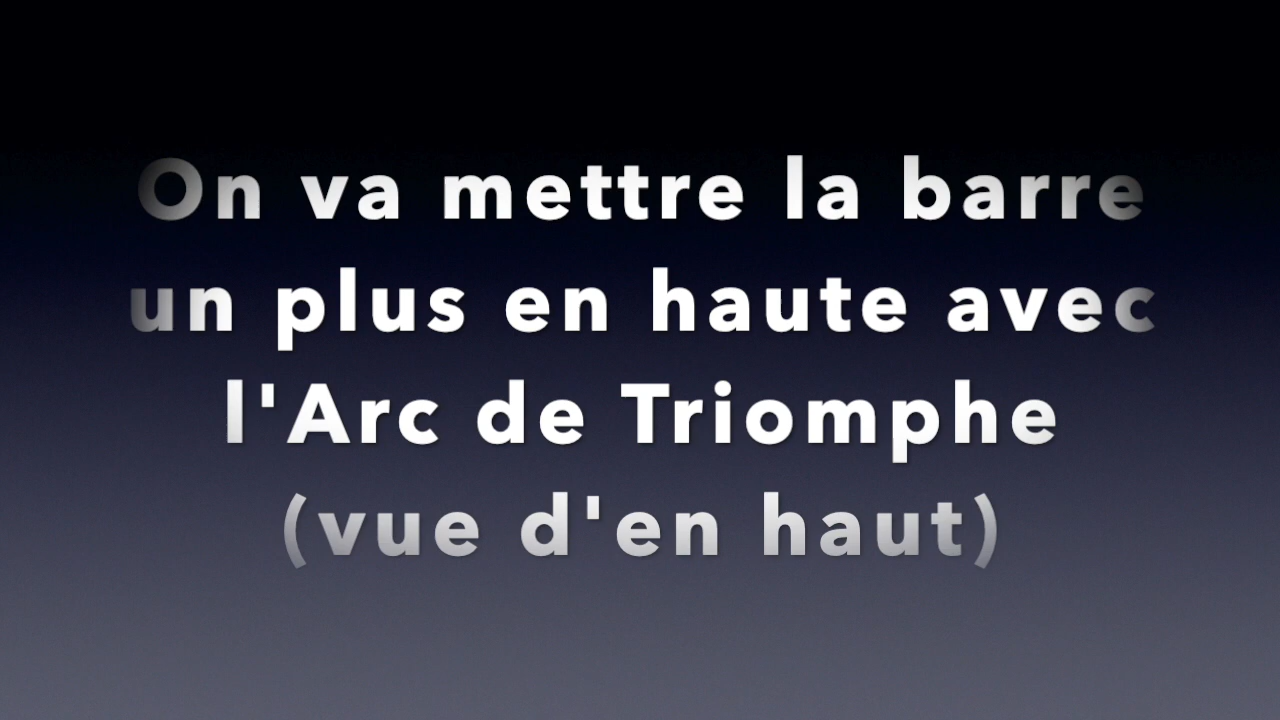 On va mettre la barre
un plus en haute avec
l'Arc de Triomphe
(vue d'en haut)